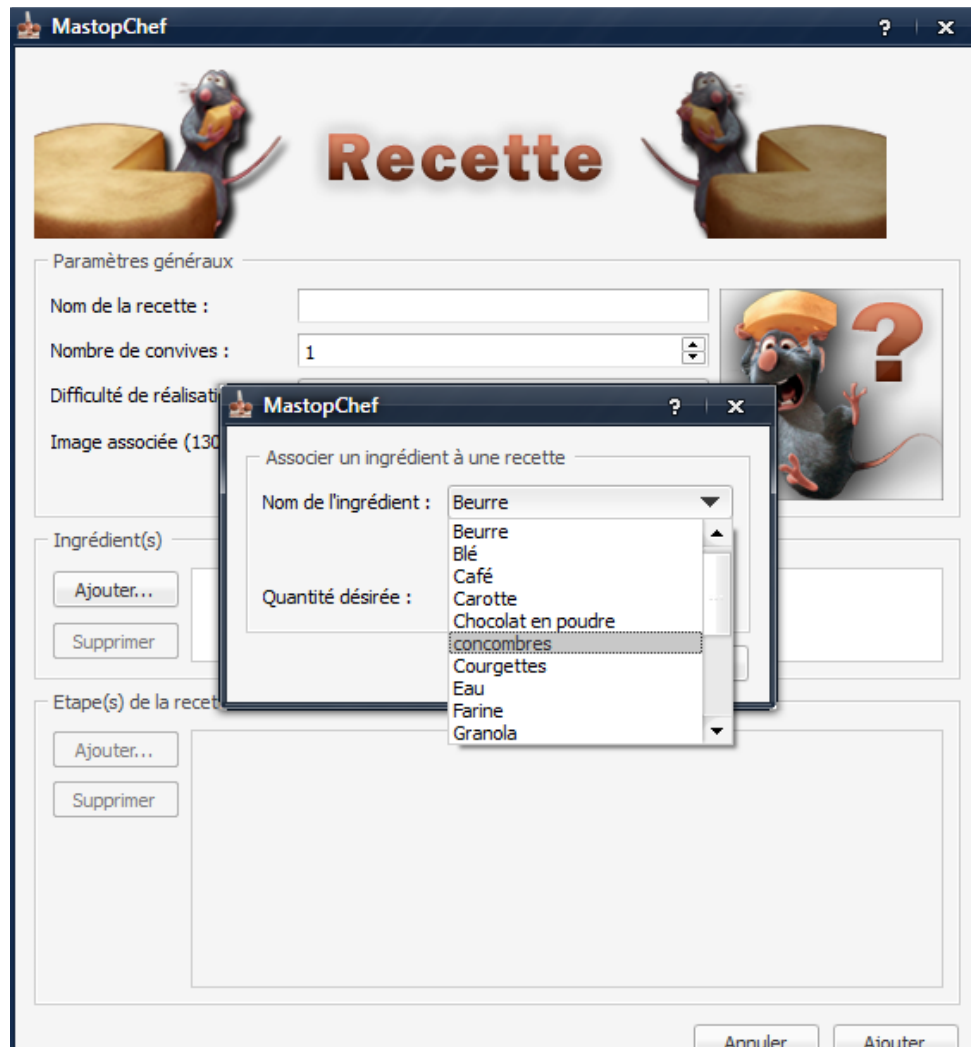 MastopChef
Recette
Paramètres généraux
Nom de la recette :
Nombre de convives :
1
Difficulté de réalisati
Image associée (130
?
MastopChef
Associer un ingrédient à une recette
Nom de l'ingrédient :
Beurre
Beurre
Blé
Café
Carotte
Chocolat en poudre
concombres
Courgettes
Eau
Farine
Granola
Quantité désirée :
Ingrédient(s)
Ajouter...
Supprimer
Etape(s) de la recet
Ajouter...
Supprimer
Annuler
Ajouter